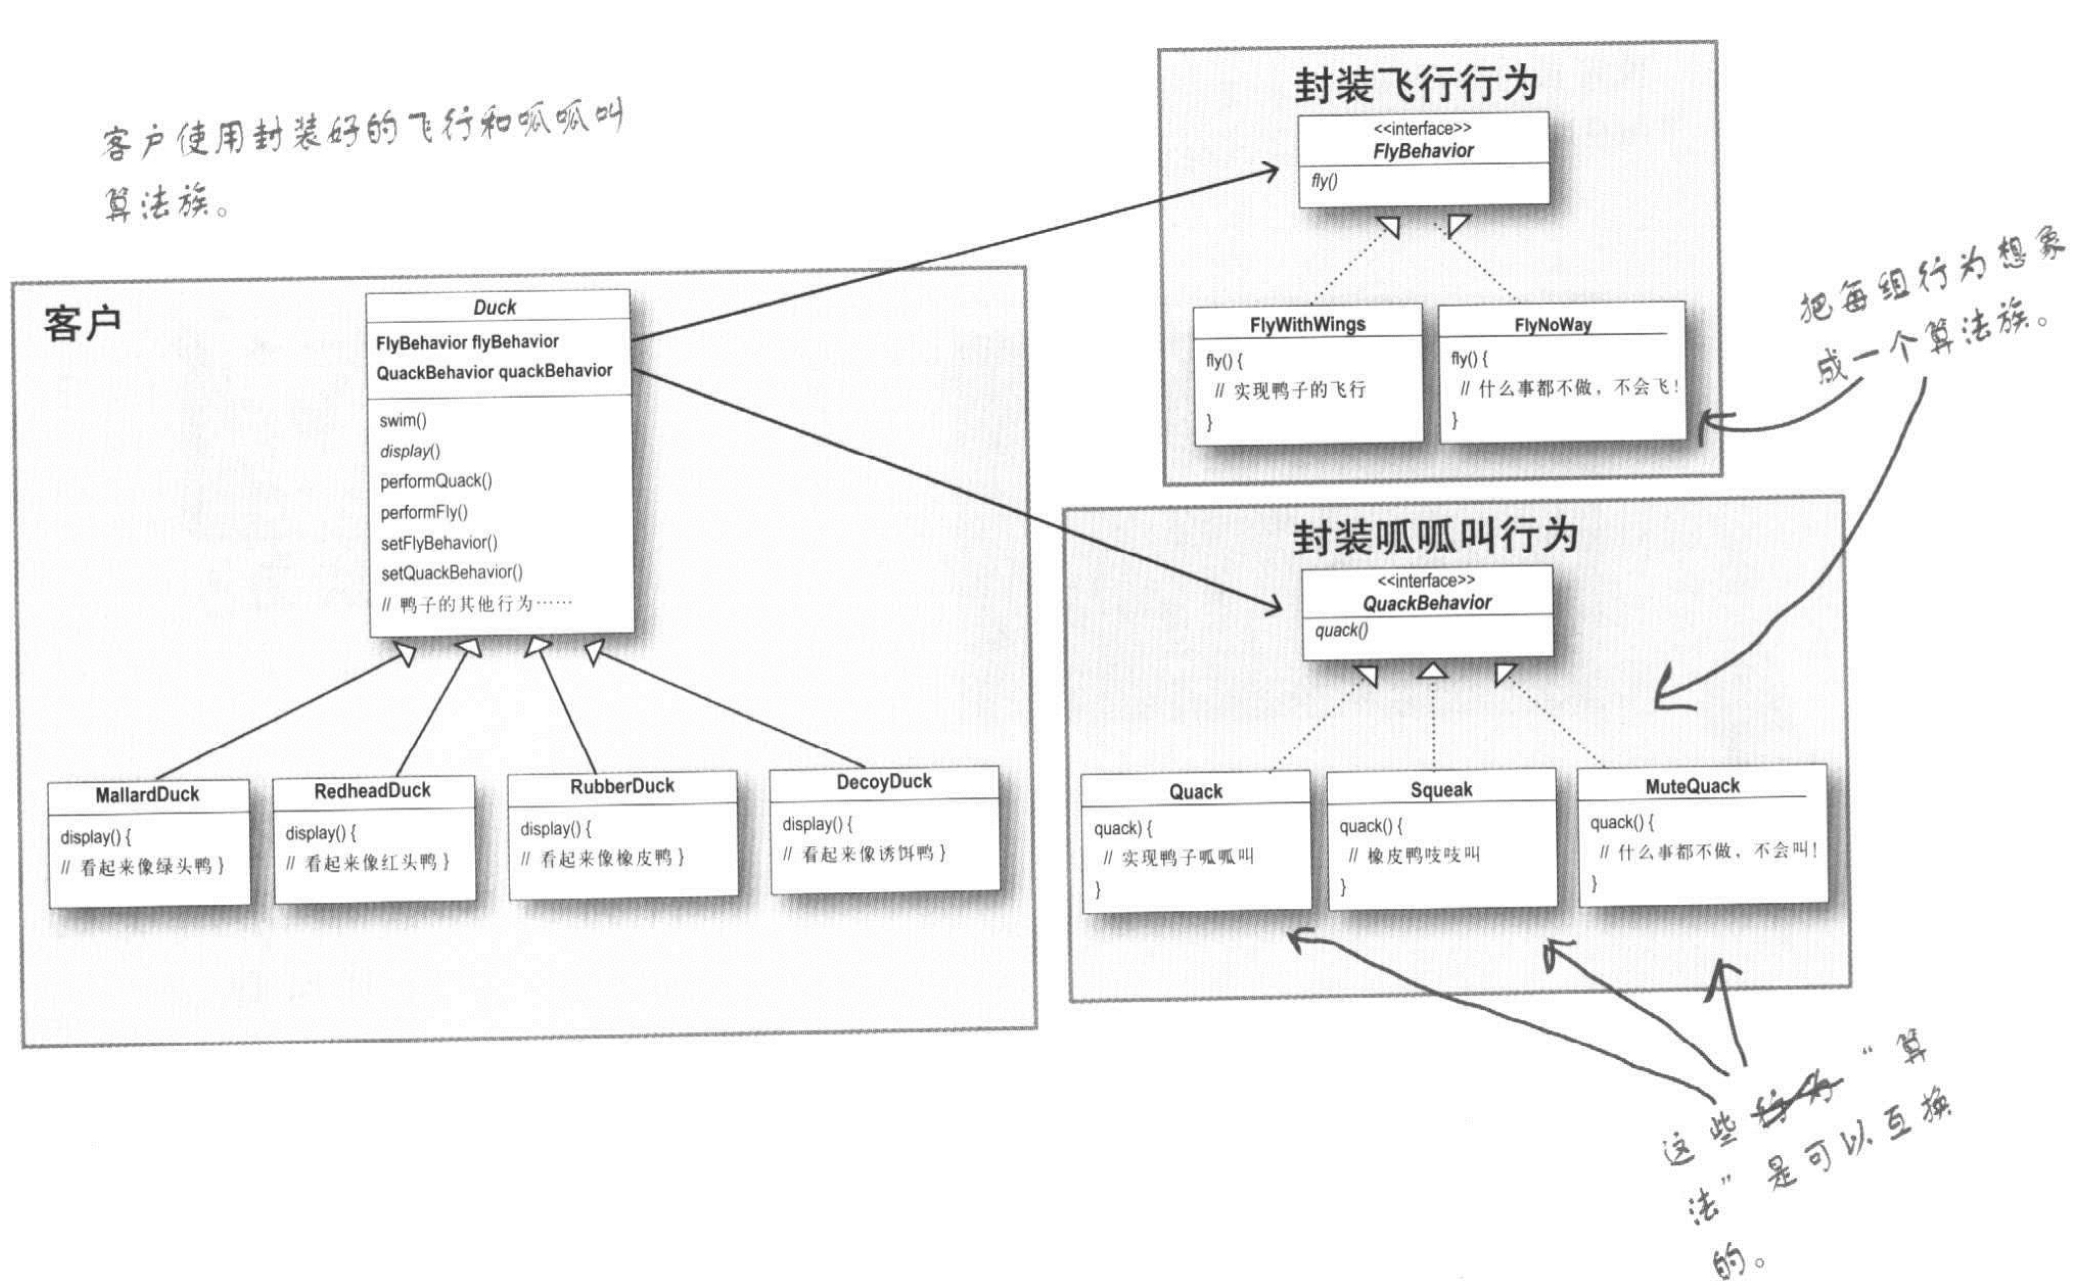 客户使用封装好的飞行和呱呱叫
算法族。
客户
Duck
FlyBehavior flyBehavior
QuackBehavior quackBehavior
swim()
display()
performQuack()
performFly()
setFlyBehavior()
setQuackBehavior()
// 鸭子的其他行为……
MallardDuck
display() {
// 看起来像绿头鸭 }
RedheadDuck
display() {
// 看起来像红头鸭 }
RubberDuck
display() {
// 看起来像橡皮鸭 }
DecoyDuck
display() {
// 看起来像诱饵鸭 }
封装飞行行为
<<interface>>
FlyBehavior
fly()
FlyWithWings
fly() {
// 实现鸭子的飞行
}
FlyNoWay
fly() {
// 什么事都不做，不会飞！
}
把每组行为想象
成一个算法族。
封装呱呱叫行为
<<interface>>
QuackBehavior
quack()
Quack
quack) {
// 实现鸭子呱呱叫
}
Squeak
quack() {
// 橡皮鸭吱吱叫
}
MuteQuack
quack() {
// 什么事都不做，不会叫！
}
这些行为“算
法”是可以互换
的。